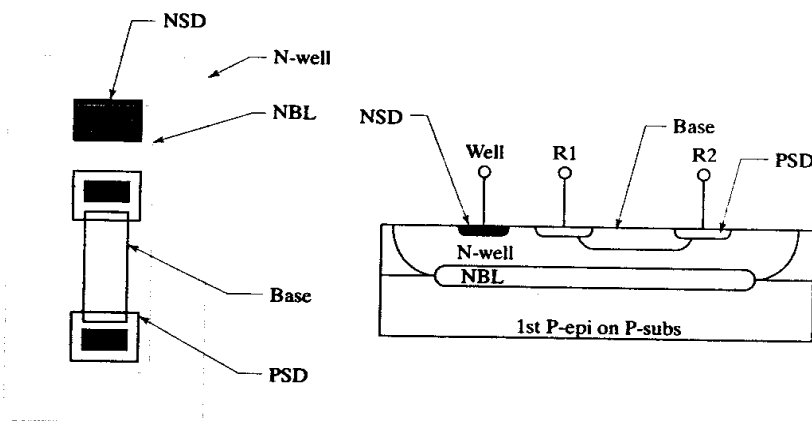 NSD
N-well
NBL
Base
PSD
NSD
Well
R1
Base
R2
PSD
N-well
NBL
1st P-epi on P-subs